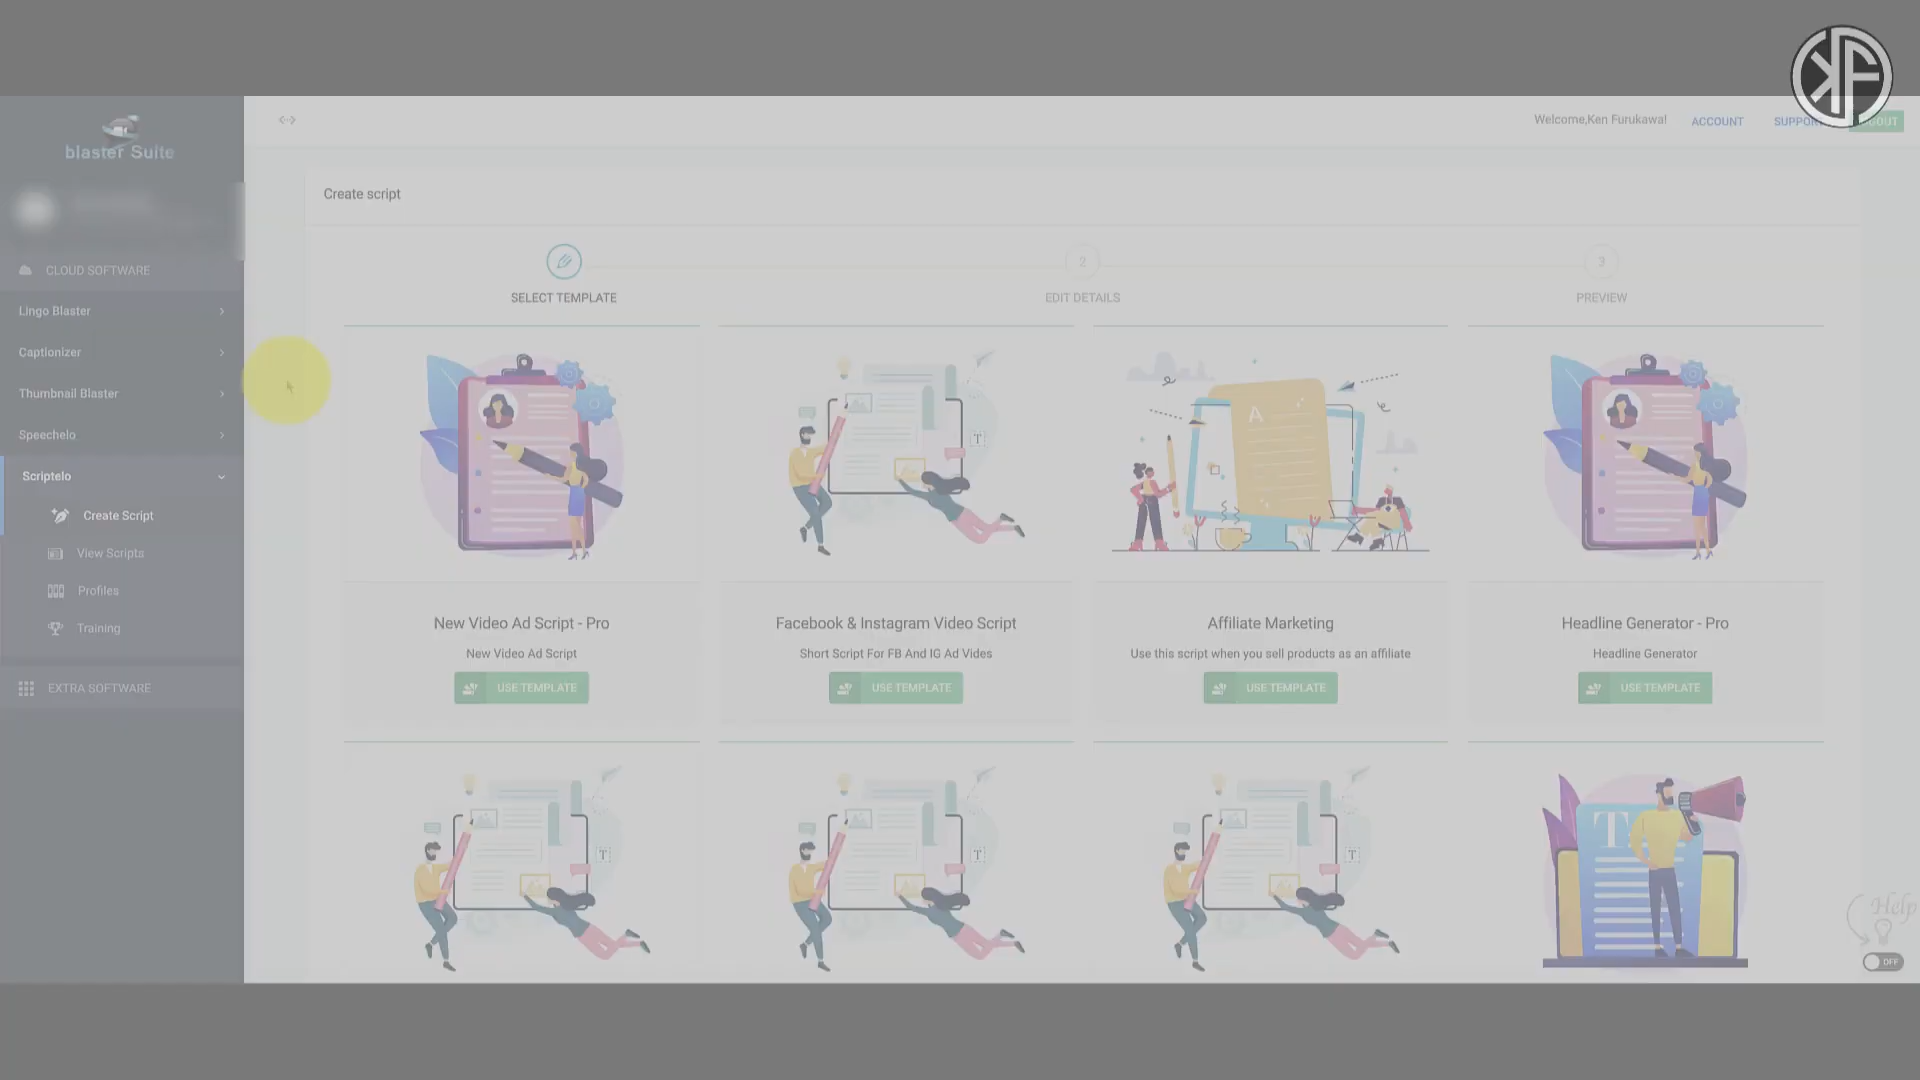 KF
Welcome,Ken Furukawa!
ACCOUNT
SUPPORT
OUT
blaster Suite
CLOUD SOFTWARE
Lingo Blaster
Captionizer
Thumbnail Blaster
Speechelo
Scriptelo
Create Script
View Scripts
Profiles
Training
EXTRA SOFTWARE
Create script
2
3
SELECT TEMPLATE
EDIT DETAILS
PREVIEW
New Video Ad Script - Pro
New Video Ad Script
USE TEMPLATE
Facebook & Instagram Video Script
Short Script For FB And IG Ad Vides
USE TEMPLATE
Affiliate Marketing
Use this script when you sell products as an affiliate
USE TEMPLATE
Headline Generator - Pro
Headline Generator
USE TEMPLATE
Help
OFF